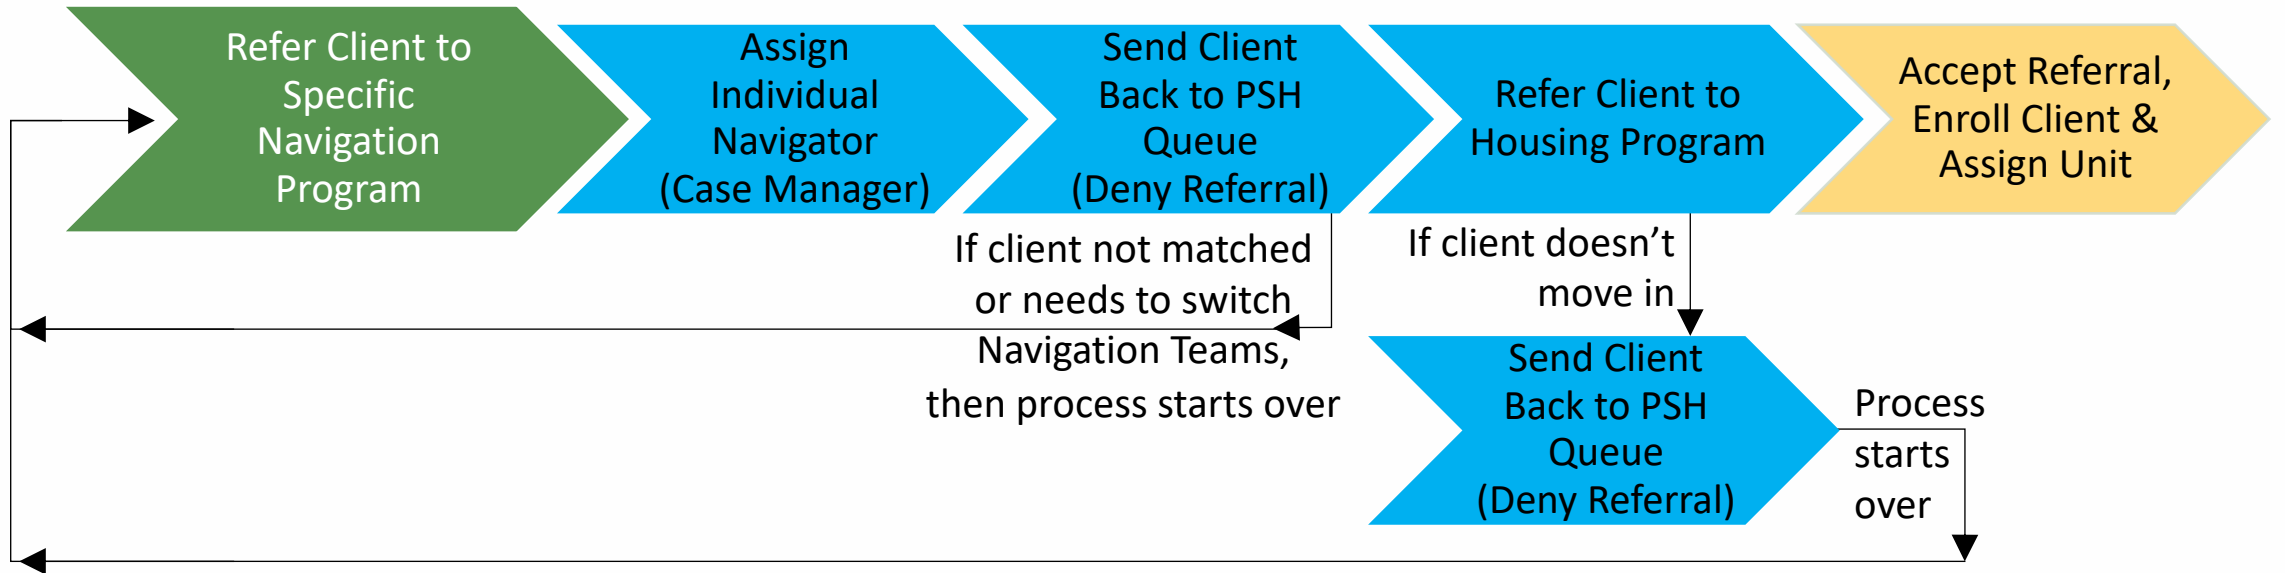 Refer Client to
Specific
Navigation
Program
Assign
Individual
Navigator
(Case Manager)
Send Client
Back to PSH
Queue
(Deny Referral)
Refer Client to
Housing Program
Accept Referral,
Enroll Client &
Assign Unit
If client not matched
or needs to switch
Navigation Teams,
then process starts over
If client doesn’t
move in
Send Client
Back to PSH
Queue
(Deny Referral)
Process
starts
over